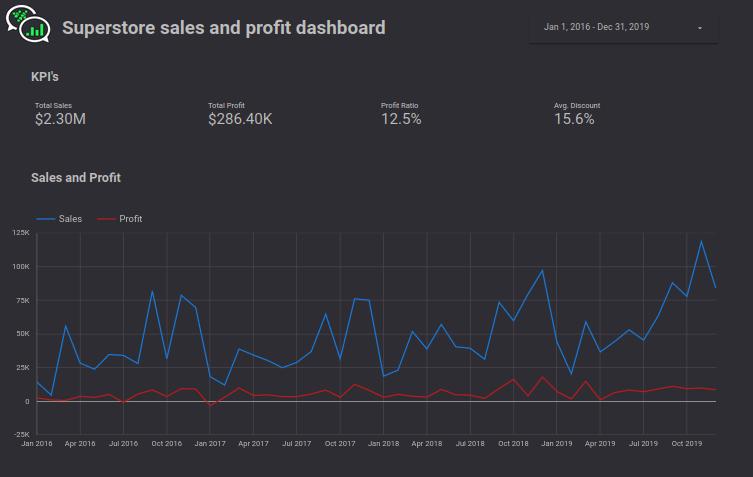 Superstore sales and profit dashboard
Jan 1, 2016 - Dec 31, 2019
KPI's
Total Sales
$2.30M
Total Profit
$286.40K
Profit Ratio
12.5%
Avg. Discount
15.6%
Sales and Profit
Sales
Profit
125K
100K
75K
50K
25K
0
-25K
Jan 2016 Apr 2016 Jul 2016 Oct 2016 Jan 2017 Apr 2017 Jul 2017 Oct 2017 Jan 2018 Apr 2018 Jul 2018 Oct 2018 Jan 2019 Apr 2019 Jul 2019 Oct 2019